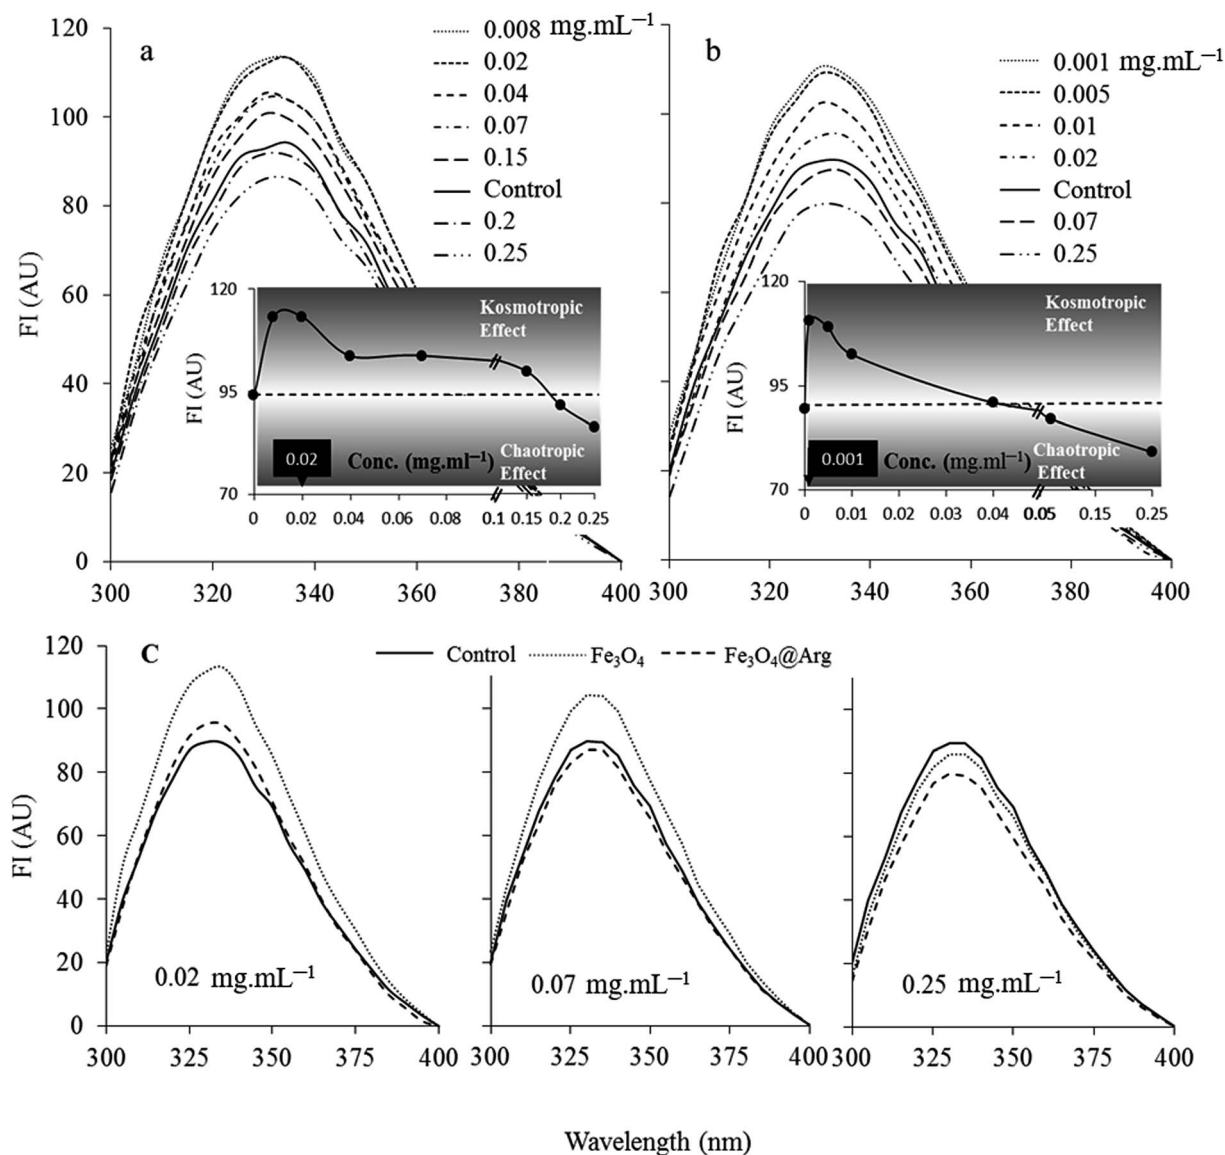 a
0.008 mg.mL⁻¹
0.02
0.04
0.07
0.15
Control
0.2
0.25
FI (AU)
120
100
80
60
40
20
0
300 320 340 360 380 400
Kosmotropic
Effect
FI (AU)
120
95
70
0.02
Conc. (mg.ml⁻¹)
Chaotropic
Effect
0 0.02 0.04 0.06 0.08 0.1 0.15 0.2 0.25
b
0.001 mg.mL⁻¹
0.005
0.01
0.02
Control
0.07
0.25
300 320 340 360 380 400
Kosmotropic
Effect
FI (AU)
120
95
70
0.001
Conc. (mg.ml⁻¹)
Chaotropic
Effect
0 0.01 0.02 0.03 0.04 0.05 0.15 0.25
C
Control Fe₃O₄ Fe₃O₄@Arg
FI (AU)
120
100
80
60
40
20
0
0.02 mg.mL⁻¹
300 325 350 375 400
0.07 mg.mL⁻¹
300 325 350 375 400
0.25 mg.mL⁻¹
300 325 350 375 400
Wavelength (nm)